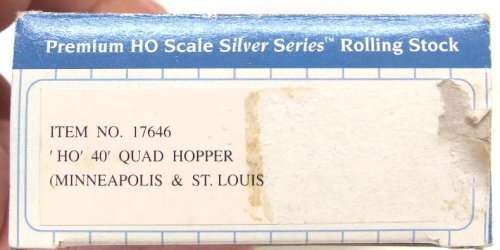 Premium HO Scale Silver Series™ Rolling Stock
ITEM NO. 17646
'HO' 40' QUAD HOPPER
(MINNEAPOLIS & ST. LOUIS